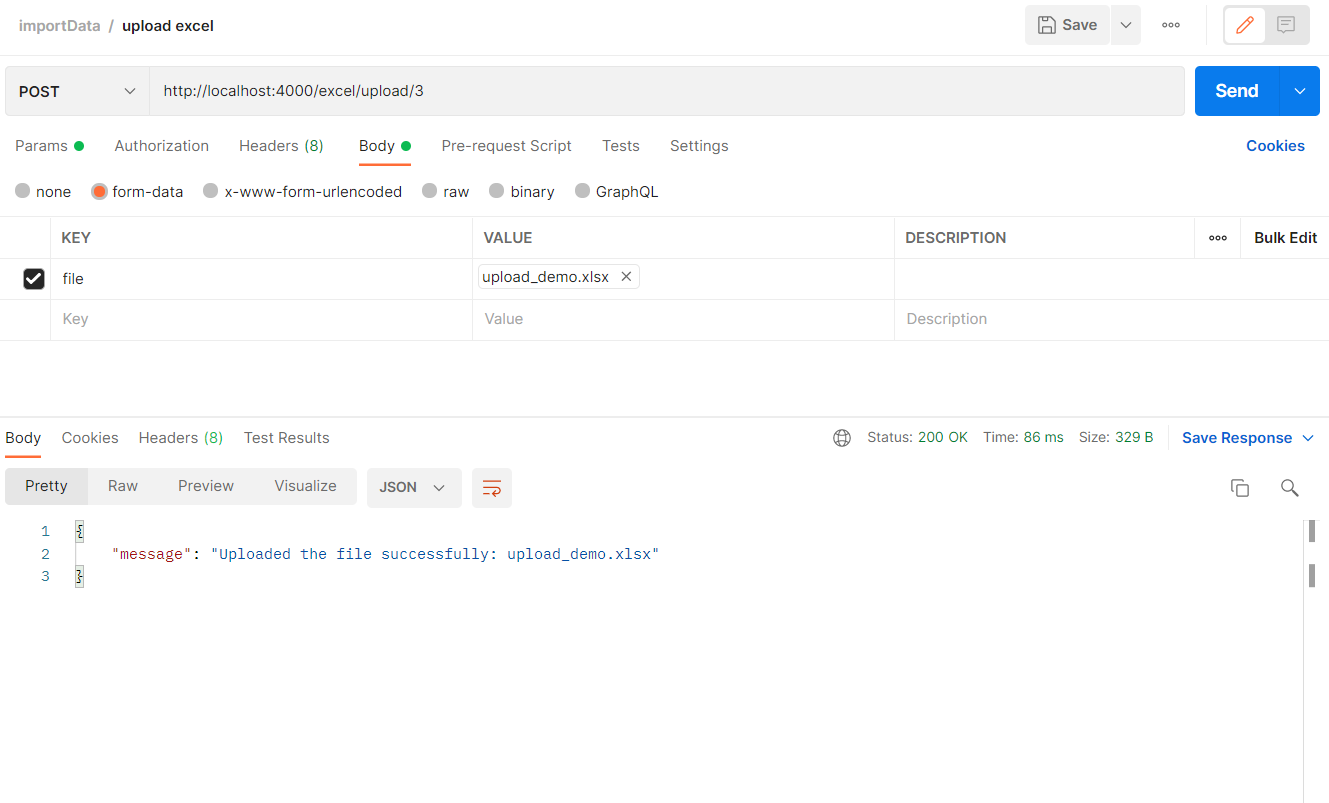 importData / upload excel Save ooo
POST http://localhost:4000/excel/upload/3 Send
Params Authorization Headers (8) Body Pre-request Script Tests Settings Cookies
none form-data x-www-form-urlencoded raw binary GraphQL
KEY VALUE DESCRIPTION ooo Bulk Edit
file upload_demo.xlsx
Key Value Description
Body Cookies Headers (8) Test Results Status: 200 OK Time: 86 ms Size: 329 B Save Response
Pretty Raw Preview Visualize JSON
1 {
2 "message": "Uploaded the file successfully: upload_demo.xlsx"
3 }